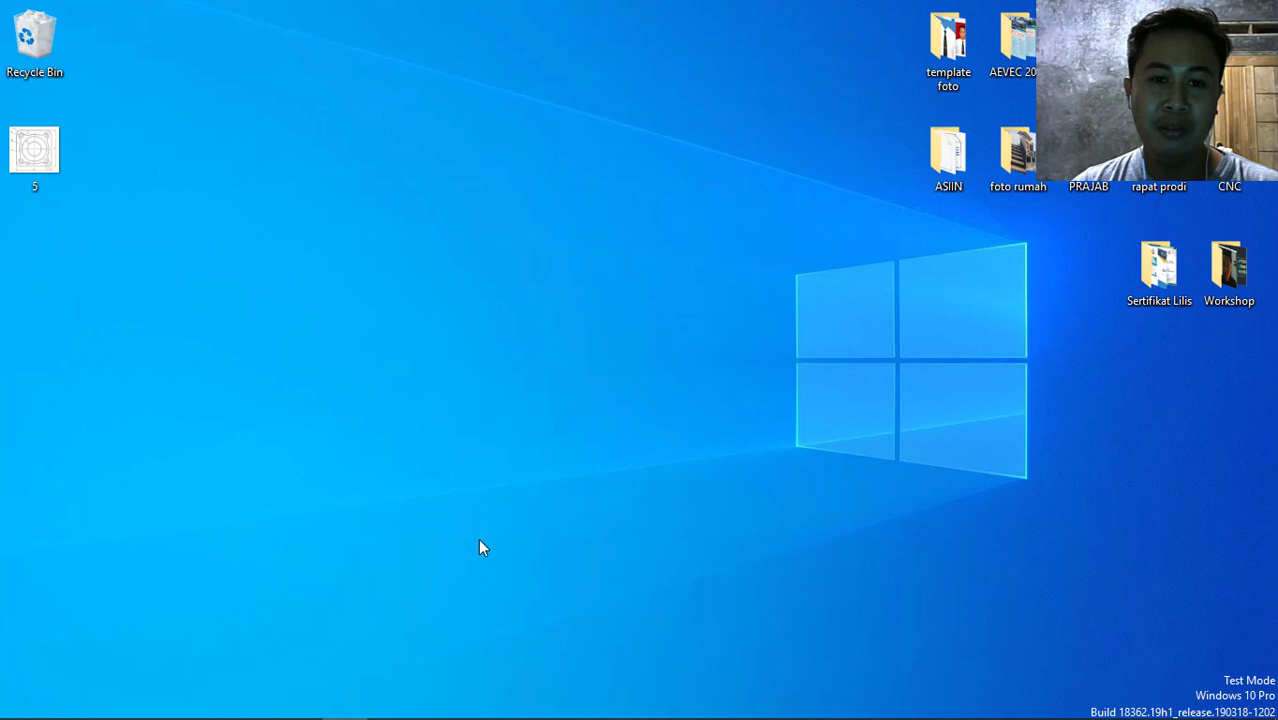 Recycle Bin
template
foto
AEVEC 20
5
ASIIN
foto rumah
PRAJAB
rapat prodi
CNC
Sertifikat Lilis
Workshop
Test Mode
Windows 10 Pro
Build 18362.19h1_release.190318-1202